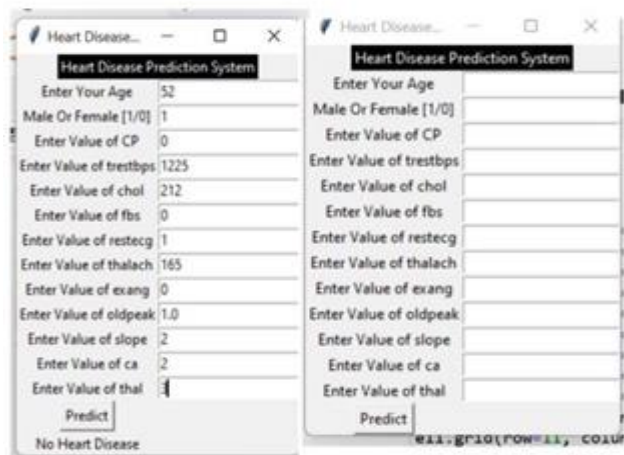 Heart Disease...
Heart Disease Prediction System
Enter Your Age 52
Male Or Female [1/0] 1
Enter Value of CP 0
Enter Value of trestbps 1225
Enter Value of chol 212
Enter Value of fbs 0
Enter Value of restecg 1
Enter Value of thalach 165
Enter Value of exang 0
Enter Value of oldpeak 1.0
Enter Value of slope 2
Enter Value of ca 2
Enter Value of thal 3
Predict
No Heart Disease
Heart Disease...
Heart Disease Prediction System
Enter Your Age
Male Or Female [1/0]
Enter Value of CP
Enter Value of trestbps
Enter Value of chol
Enter Value of fbs
Enter Value of restecg
Enter Value of thalach
Enter Value of exang
Enter Value of oldpeak
Enter Value of slope
Enter Value of ca
Enter Value of thal
Predict
e11.grid(row=11, colum